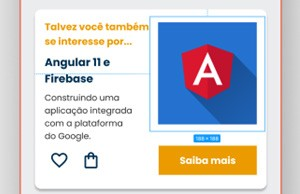 Talvez você também
se interesse por...
Angular 11 e
Firebase
Construindo uma
aplicação integrada
com a plataforma
do Google.
A
188 × 188
Saiba mais